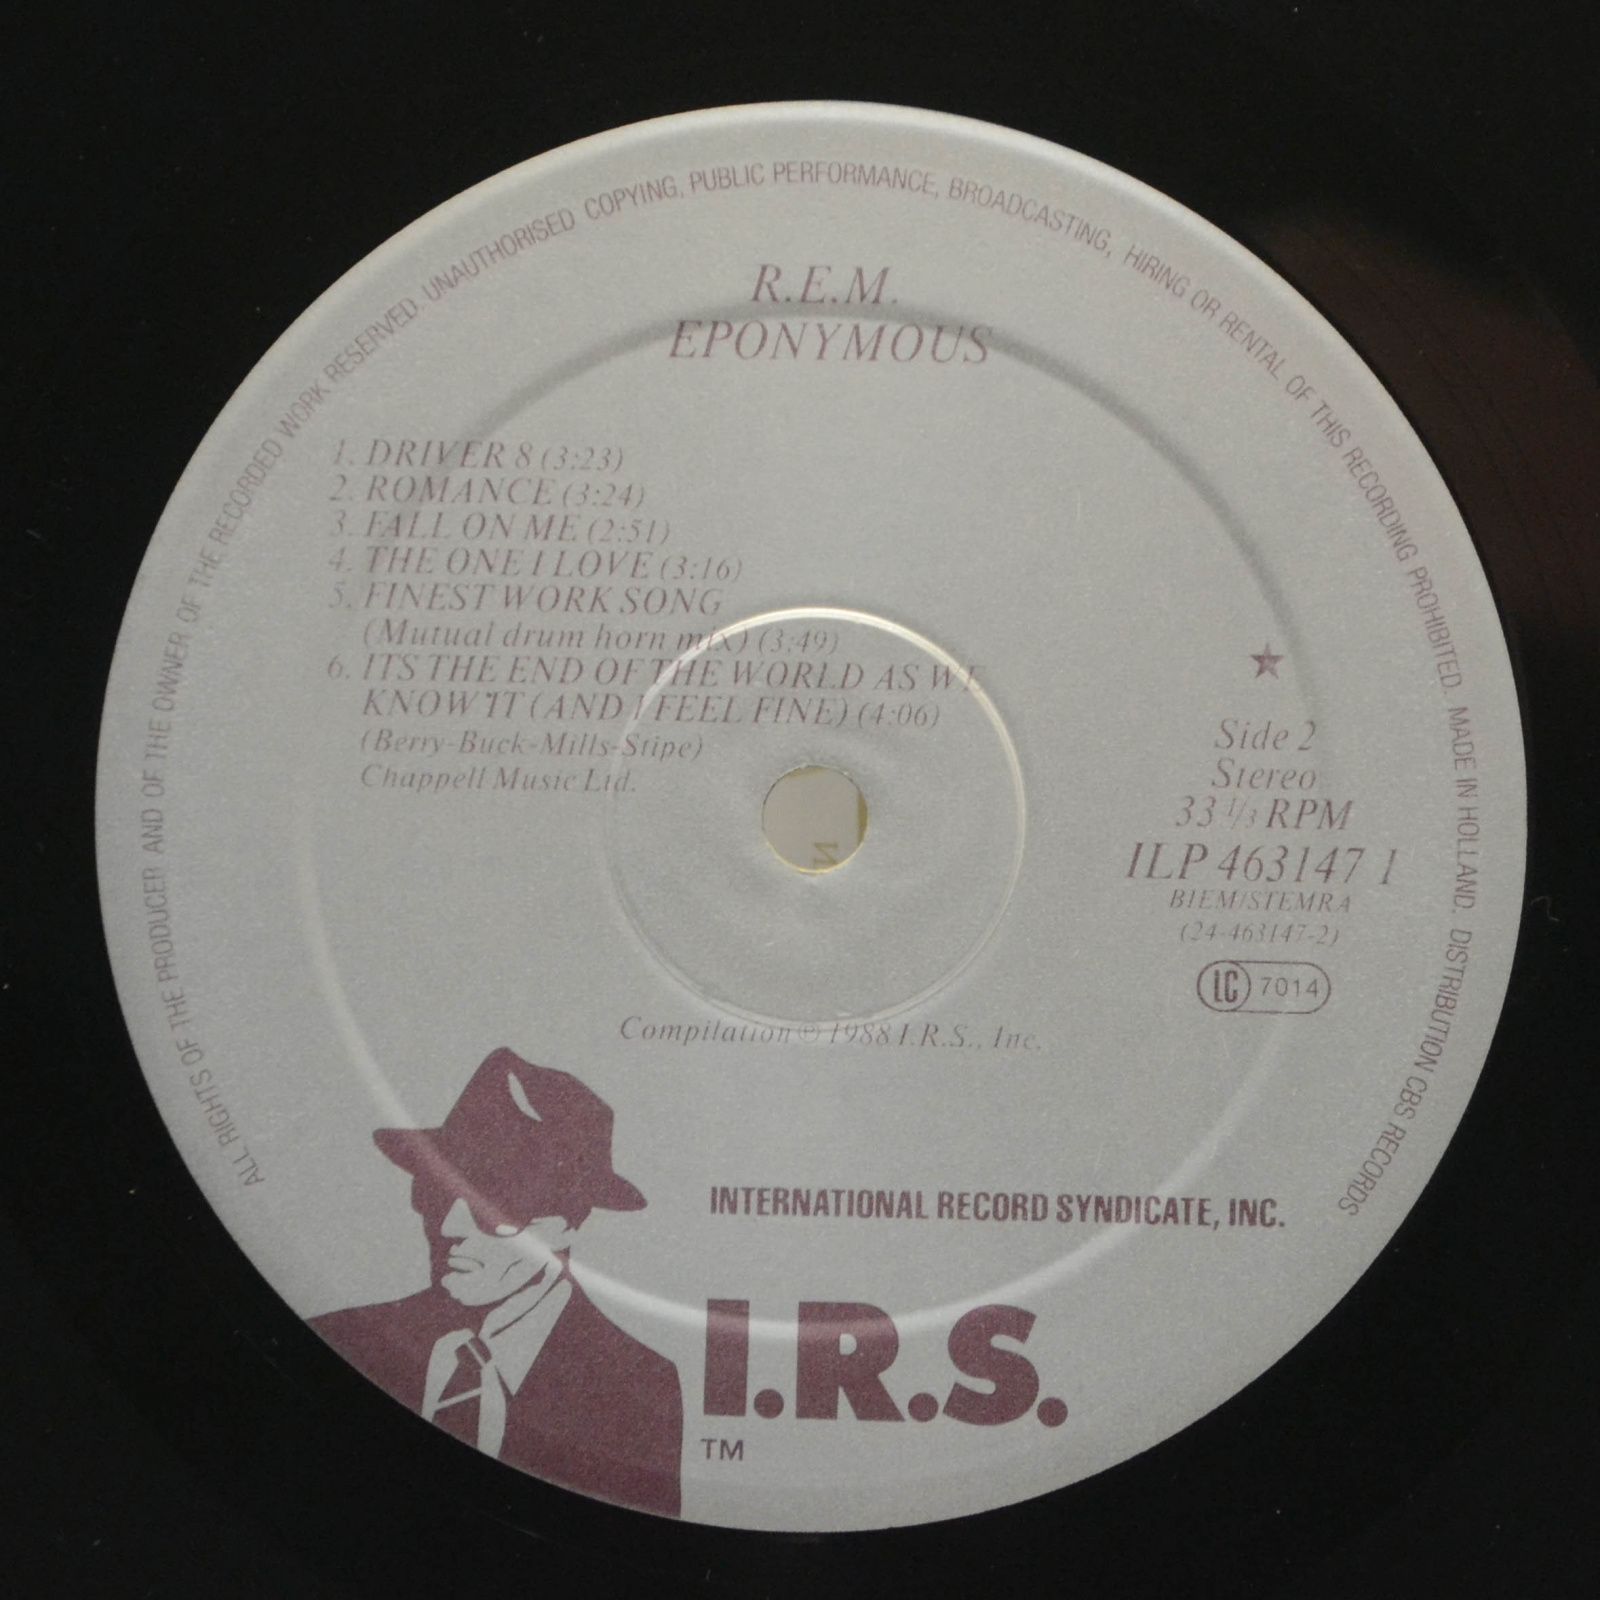 ALL RIGHTS OF THE PRODUCER AND OF THE OWNER OF THE RECORDED WORK RESERVED. UNAUTHORISED COPYING, PUBLIC PERFORMANCE, BROADCASTING, HIRING OR RENTAL OF THIS RECORDING PROHIBITED. MADE IN HOLLAND. DISTRIBUTION CBS RECORDS
R.E.M.
EPONYMOUS
1. DRIVER 8 (3:23)
2. ROMANCE (3:24)
3. FALL ON ME (2:51)
4. THE ONE I LOVE (3:16)
5. FINEST WORK SONG
(Mutual drum horn mix) (3:49)
6. ITS THE END OF THE WORLD AS WE
KNOW IT (AND I FEEL FINE) (4:06)
(Berry-Buck-Mills-Stipe)
Chappell Music Ltd.
Side 2
Stereo
33 1/3 RPM
ILP 463147 1
BIEM/STEMRA
(24-463147-2)
LC 7014
Compilation ℗ 1988 I.R.S., Inc.
INTERNATIONAL RECORD SYNDICATE, INC.
I.R.S.
TM